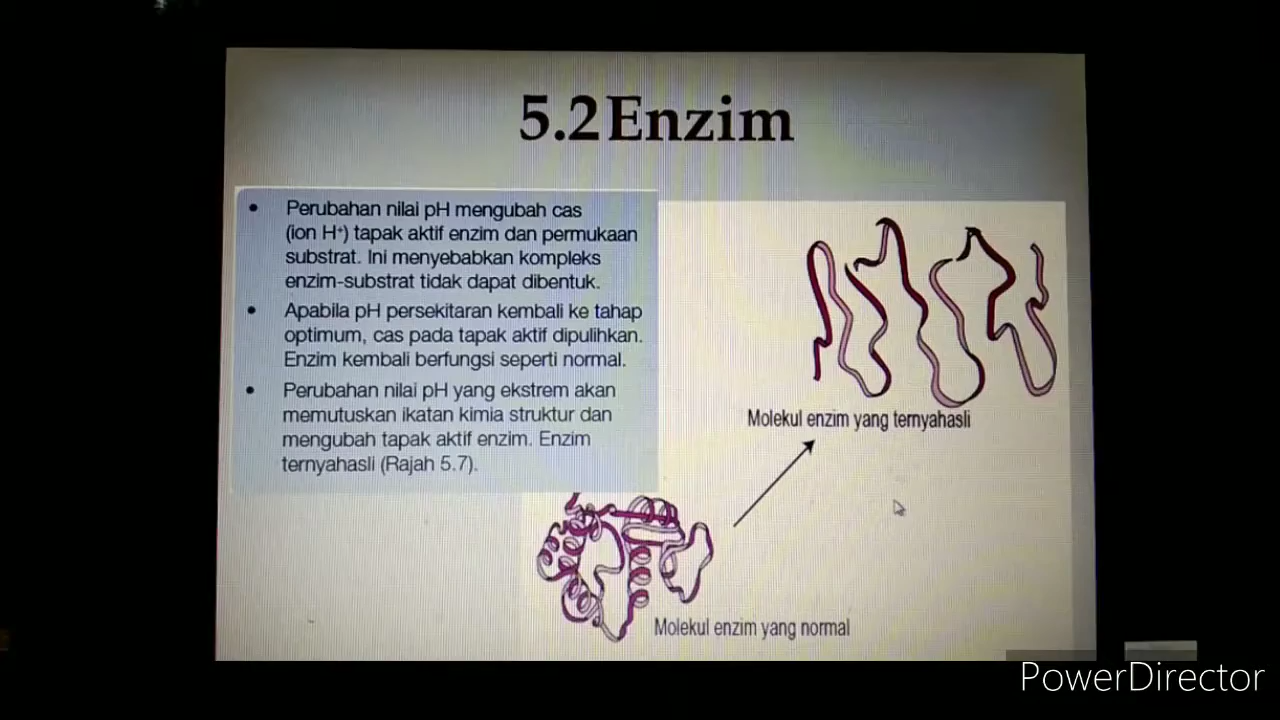 5.2 Enzim
• Perubahan nilai pH mengubah cas
(ion H⁺) tapak aktif enzim dan permukaan
substrat. Ini menyebabkan kompleks
enzim-substrat tidak dapat dibentuk.
• Apabila pH persekitaran kembali ke tahap
optimum, cas pada tapak aktif dipulihkan.
Enzim kembali berfungsi seperti normal.
• Perubahan nilai pH yang ekstrem akan
memutuskan ikatan kimia struktur dan
mengubah tapak aktif enzim. Enzim
ternyahasli (Rajah 5.7).
Molekul enzim yang ternyahasli
Molekul enzim yang normal
PowerDirector